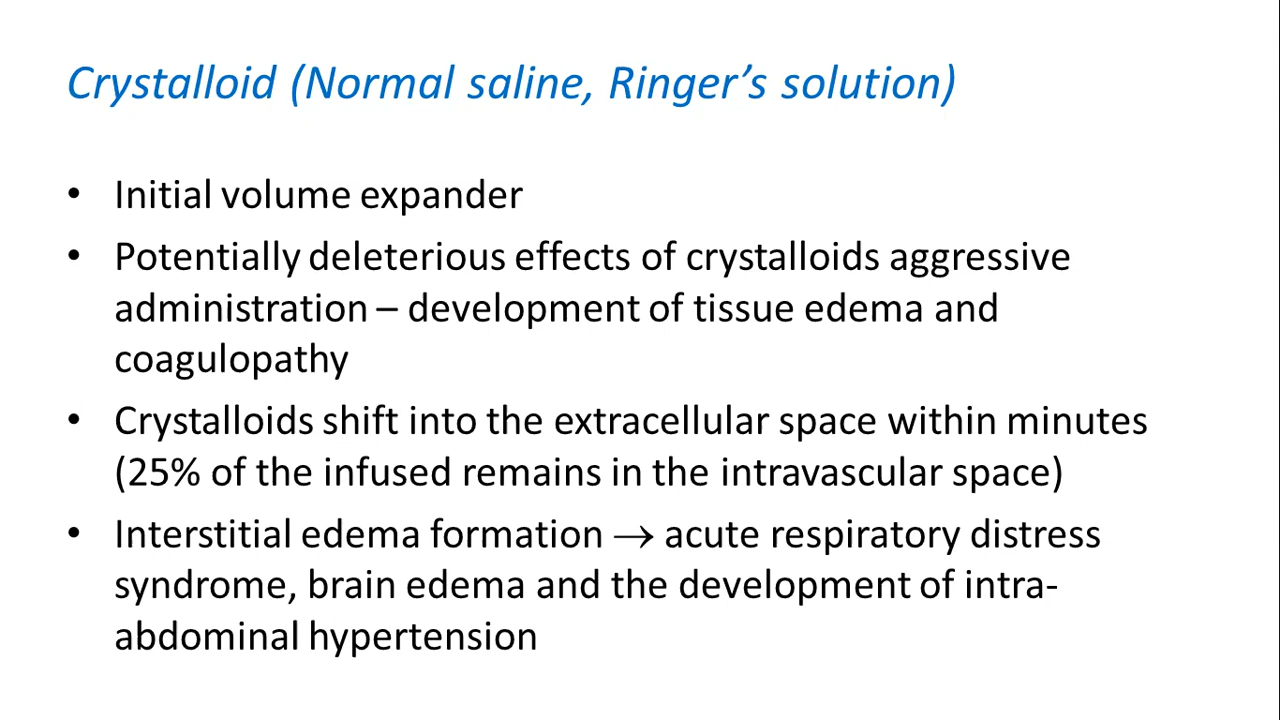 Crystalloid (Normal saline, Ringer’s solution)
• Initial volume expander
• Potentially deleterious effects of crystalloids aggressive
administration – development of tissue edema and
coagulopathy
• Crystalloids shift into the extracellular space within minutes
(25% of the infused remains in the intravascular space)
• Interstitial edema formation → acute respiratory distress
syndrome, brain edema and the development of intra-
abdominal hypertension